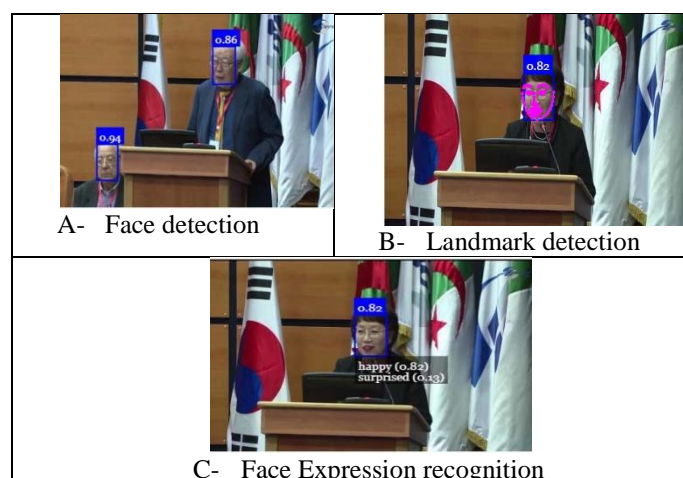 0.86
0.94
A- Face detection
0.82
B- Landmark detection
0.82
happy (0.82)
surprised (0.13)
C- Face Expression recognition